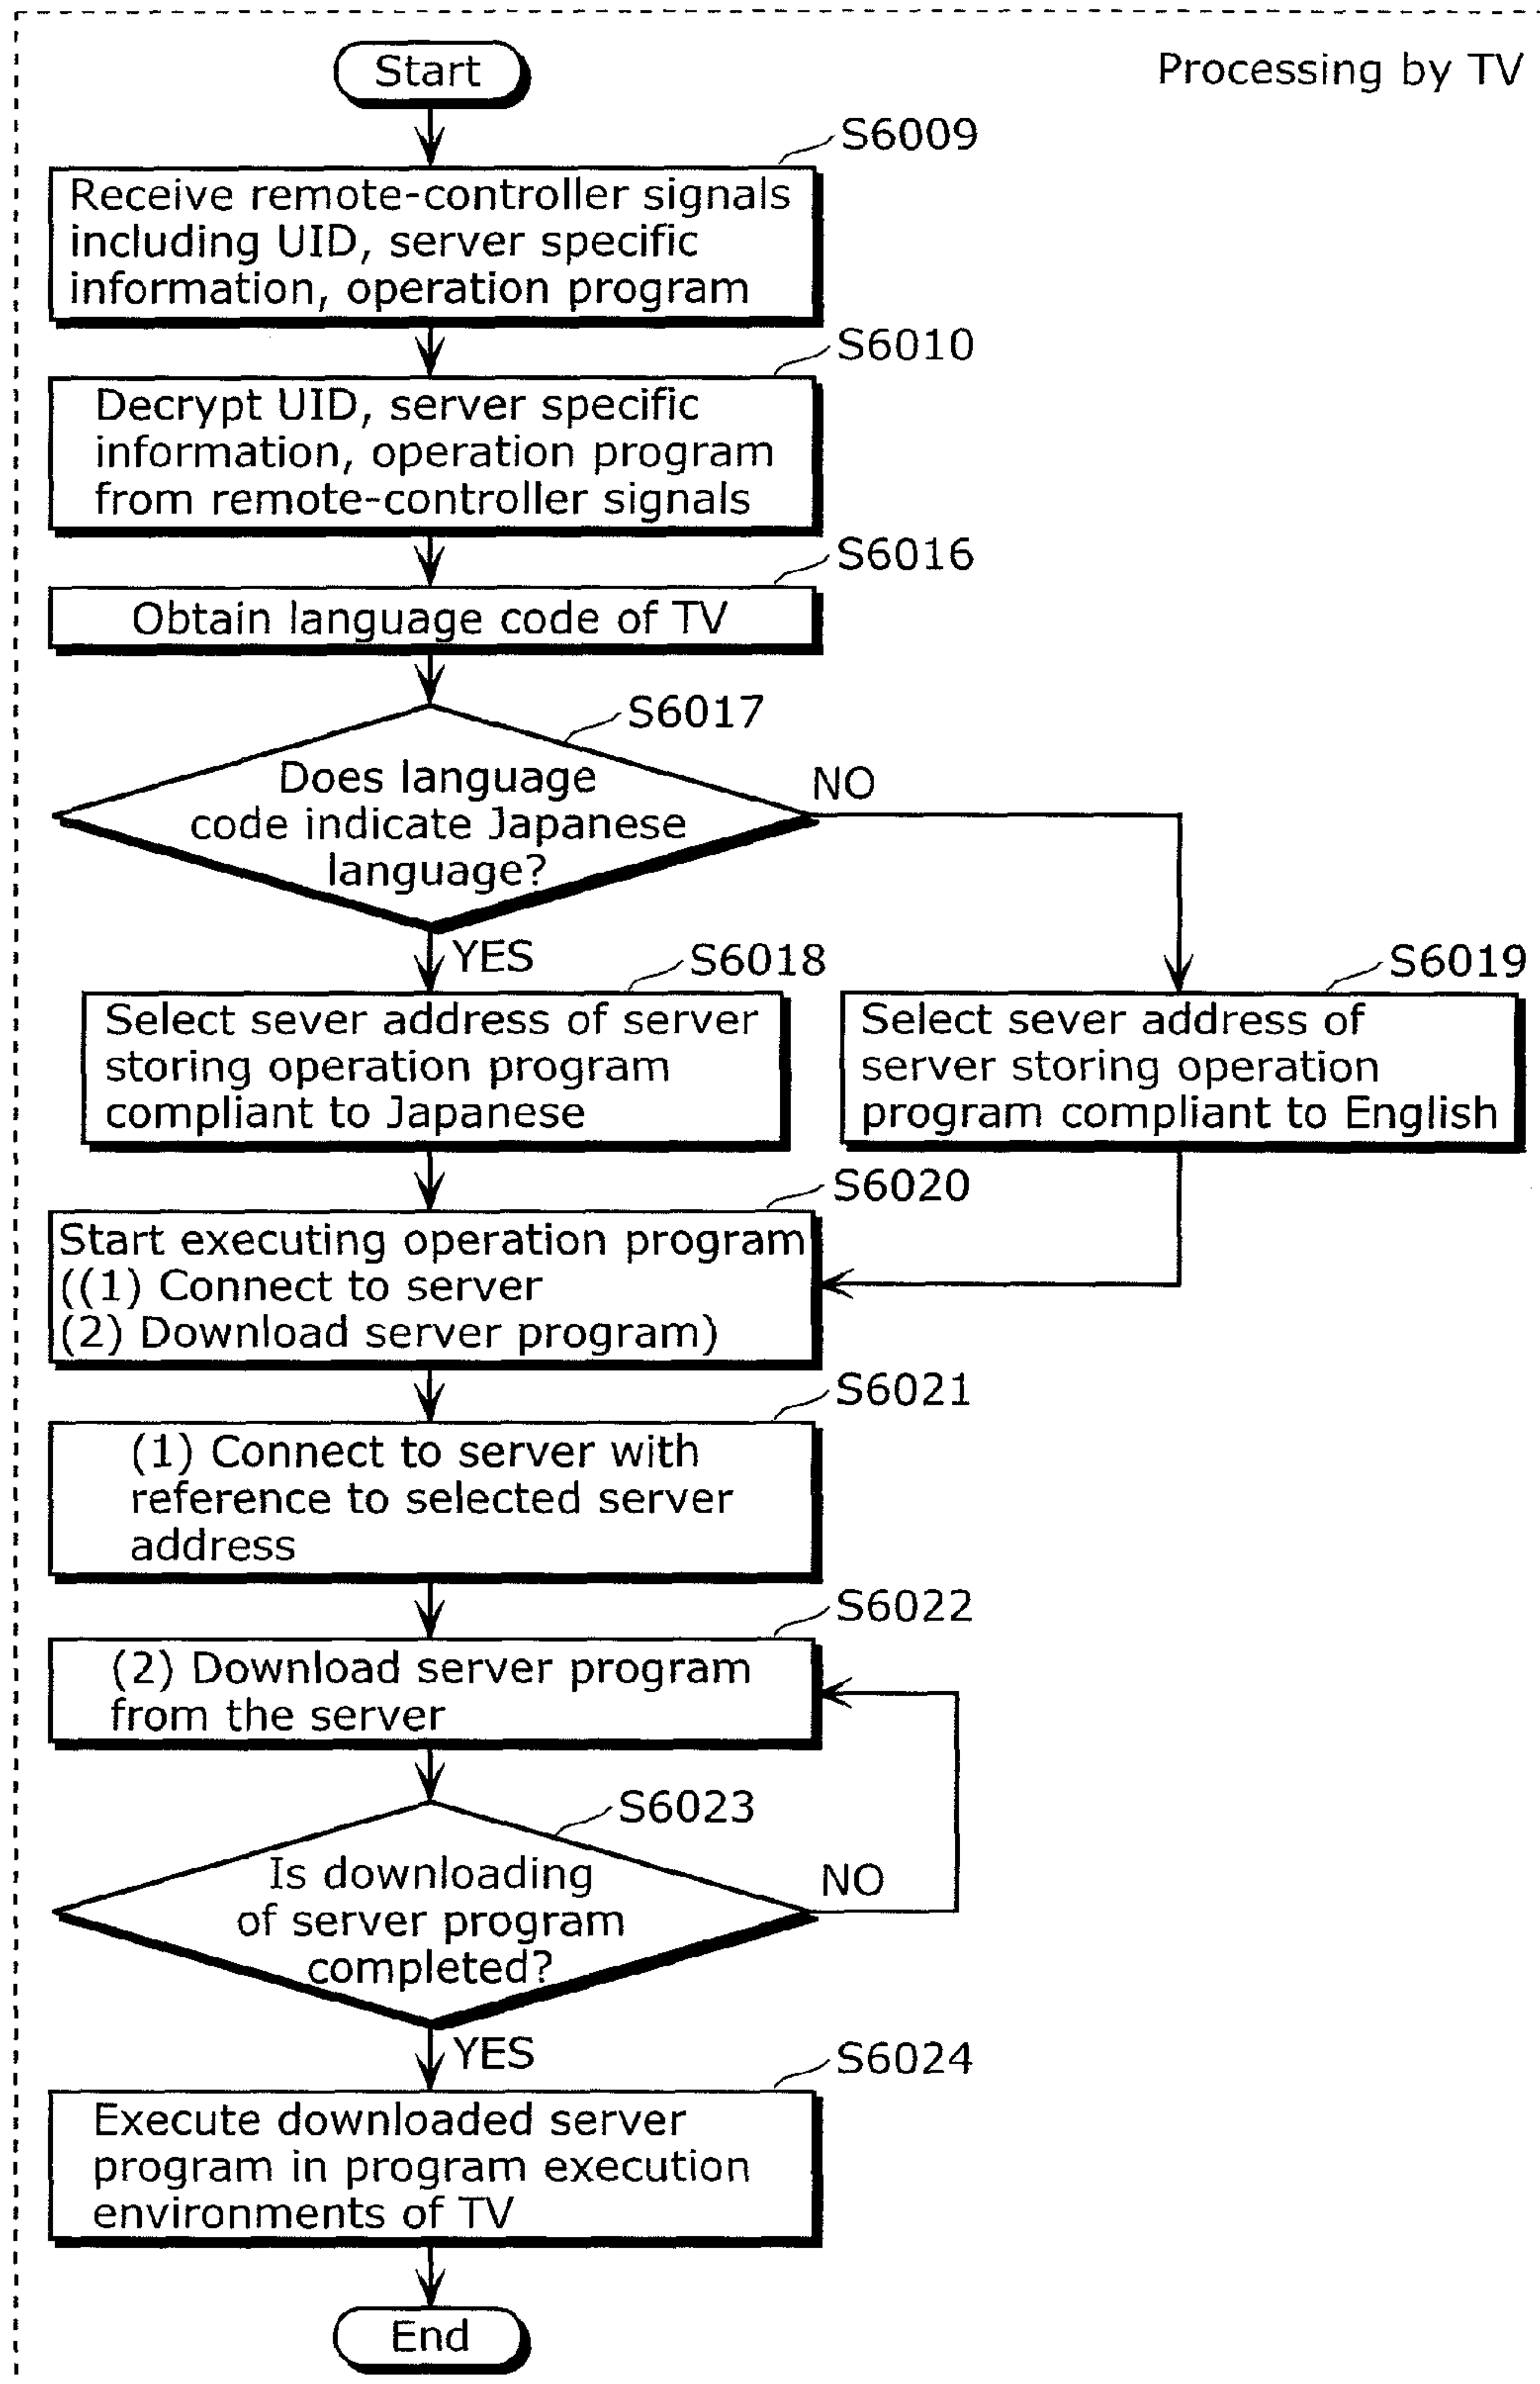 Processing by TV
Start
S6009
Receive remote-controller signals
including UID, server specific
information, operation program
S6010
Decrypt UID, server specific
information, operation program
from remote-controller signals
S6016
Obtain language code of TV
S6017
Does language
code indicate Japanese
language?
NO
YES
S6018
Select sever address of server
storing operation program
compliant to Japanese
S6019
Select sever address of
server storing operation
program compliant to English
S6020
Start executing operation program
((1) Connect to server
(2) Download server program)
S6021
(1) Connect to server with
reference to selected server
address
S6022
(2) Download server program
from the server
S6023
Is downloading
of server program
completed?
NO
YES
S6024
Execute downloaded server
program in program execution
environments of TV
End